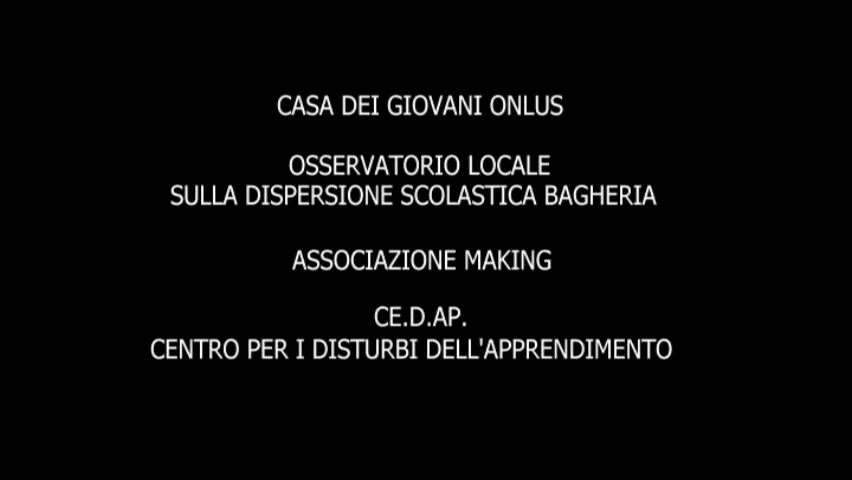 CASA DEI GIOVANI ONLUS
OSSERVATORIO LOCALE
SULLA DISPERSIONE SCOLASTICA BAGHERIA
ASSOCIAZIONE MAKING
CE.D.AP.
CENTRO PER I DISTURBI DELL'APPRENDIMENTO